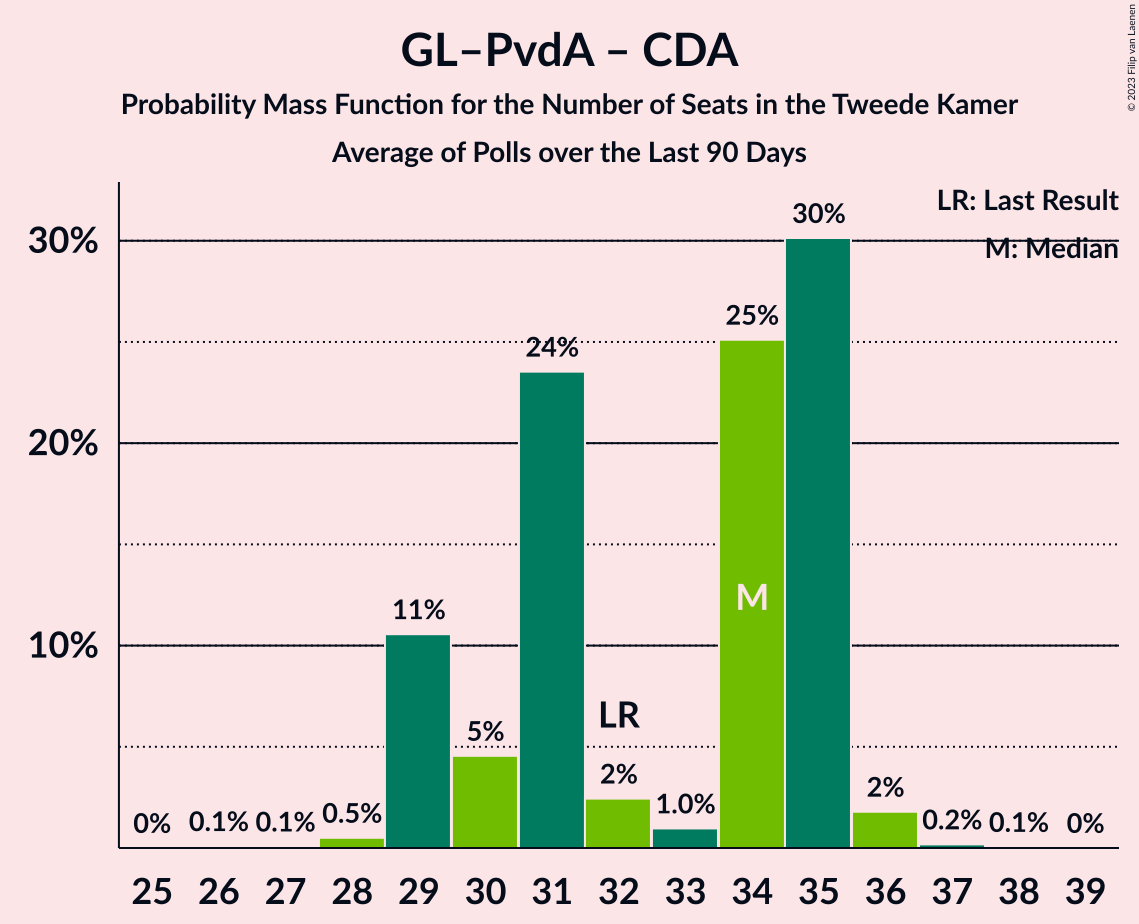 GL–PvdA – CDA
Probability Mass Function for the Number of Seats in the Tweede Kamer
Average of Polls over the Last 90 Days
© 2023 Filip van Laenen
LR: Last Result
M: Median
30%
20%
10%
0%
0.1%
0.1%
0.5%
11%
5%
24%
2%
1.0%
25%
30%
2%
0.2%
0.1%
0%
LR
M
25 26 27 28 29 30 31 32 33 34 35 36 37 38 39